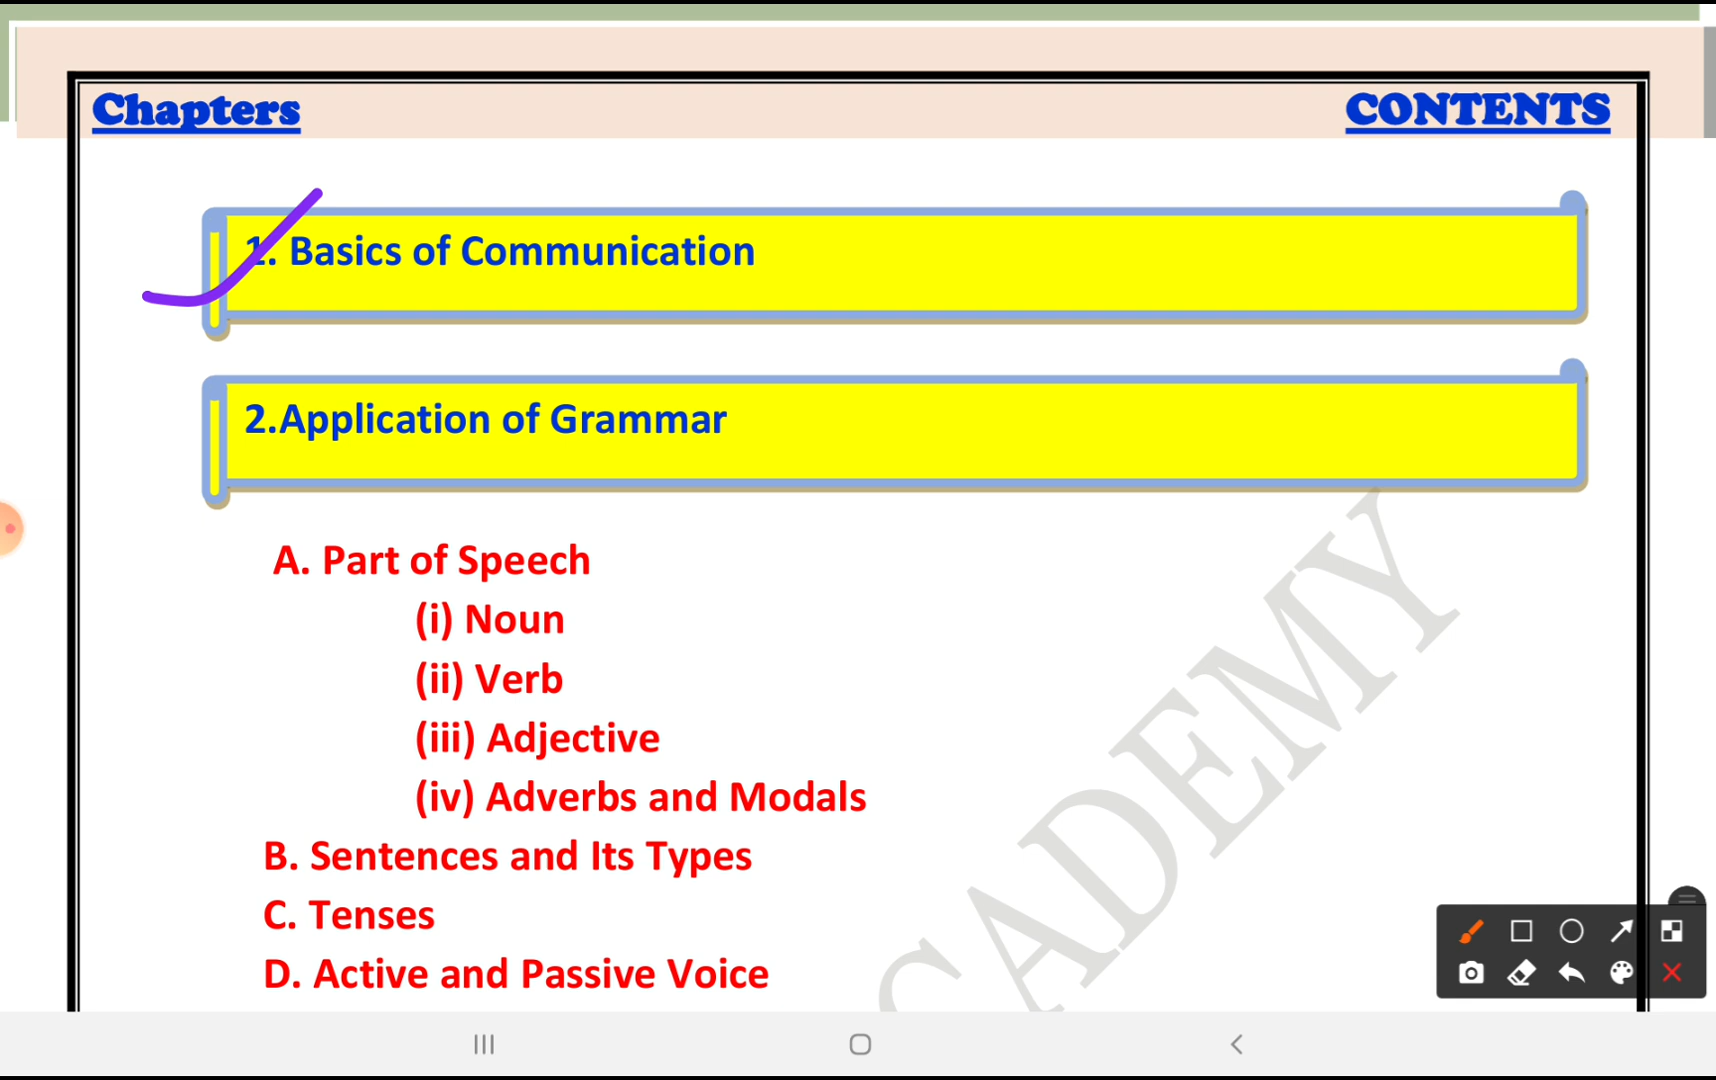 Chapters CONTENTS
1. Basics of Communication
2.Application of Grammar
A. Part of Speech
(i) Noun
(ii) Verb
(iii) Adjective
(iv) Adverbs and Modals
B. Sentences and Its Types
C. Tenses
D. Active and Passive Voice
CADEMY